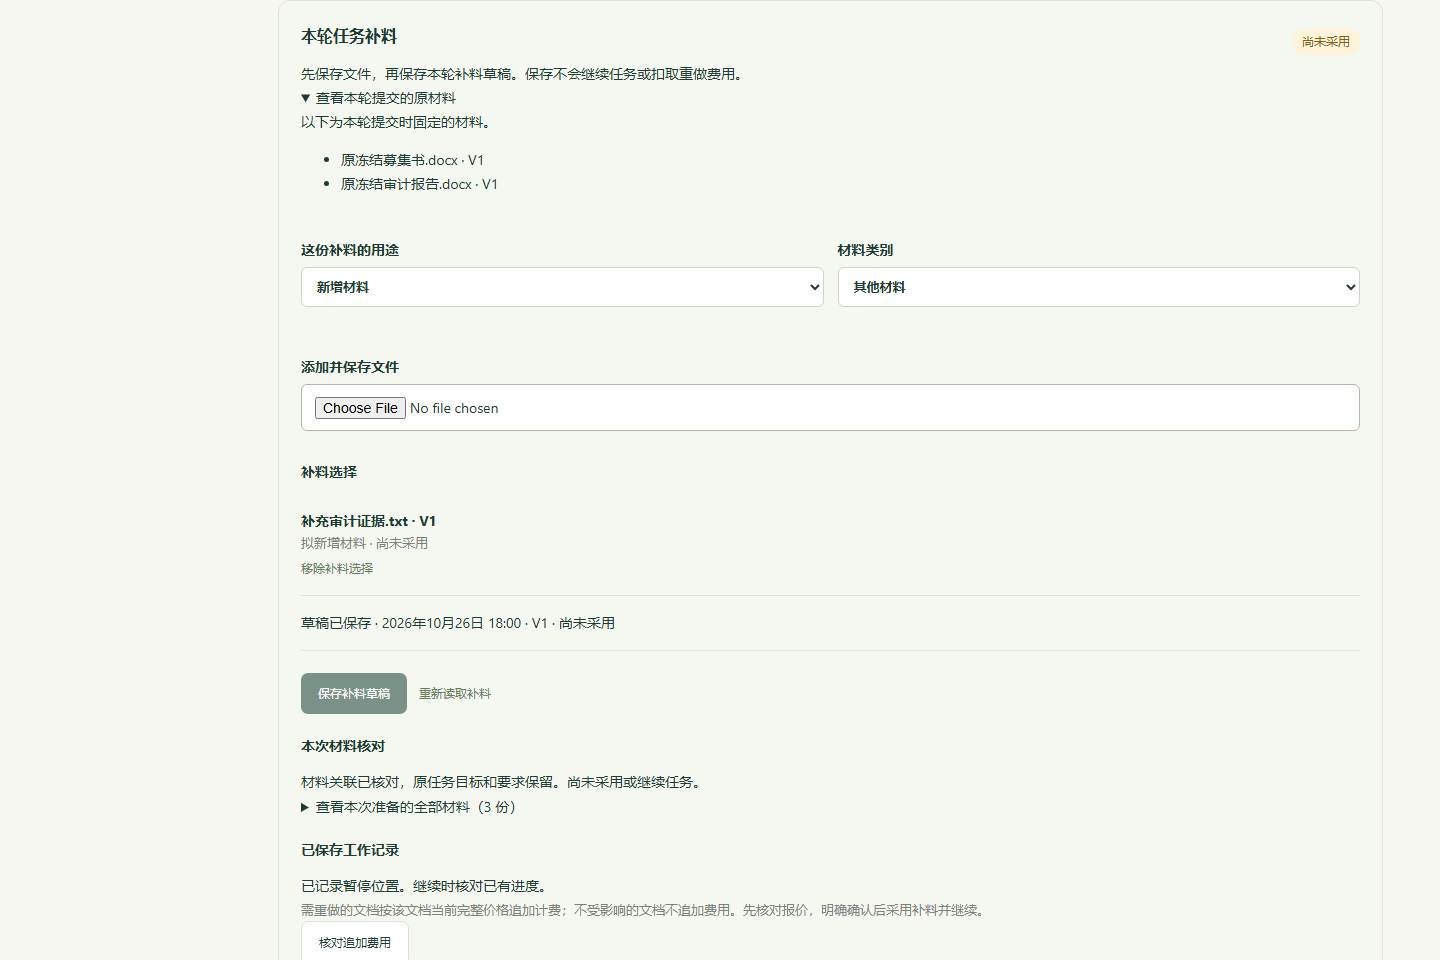 本轮任务补料
尚未采用
先保存文件，再保存本轮补料草稿。保存不会继续任务或扣取重做费用。
▼ 查看本轮提交的原材料
以下为本轮提交时固定的材料。
• 原冻结募集书.docx · V1
• 原冻结审计报告.docx · V1
这份补料的用途
材料类别
新增材料
其他材料
添加并保存文件
Choose File No file chosen
补料选择
补充审计证据.txt · V1
拟新增材料 · 尚未采用
移除补料选择
草稿已保存 · 2026年10月26日 18:00 · V1 · 尚未采用
保存补料草稿
重新读取补料
本次材料核对
材料关联已核对，原任务目标和要求保留。尚未采用或继续任务。
▶ 查看本次准备的全部材料（3 份）
已保存工作记录
已记录暂停位置。继续时核对已有进度。
需重做的文档按该文档当前完整价格追加计费；不受影响的文档不追加费用。先核对报价，明确确认后采用补料并继续。
核对追加费用